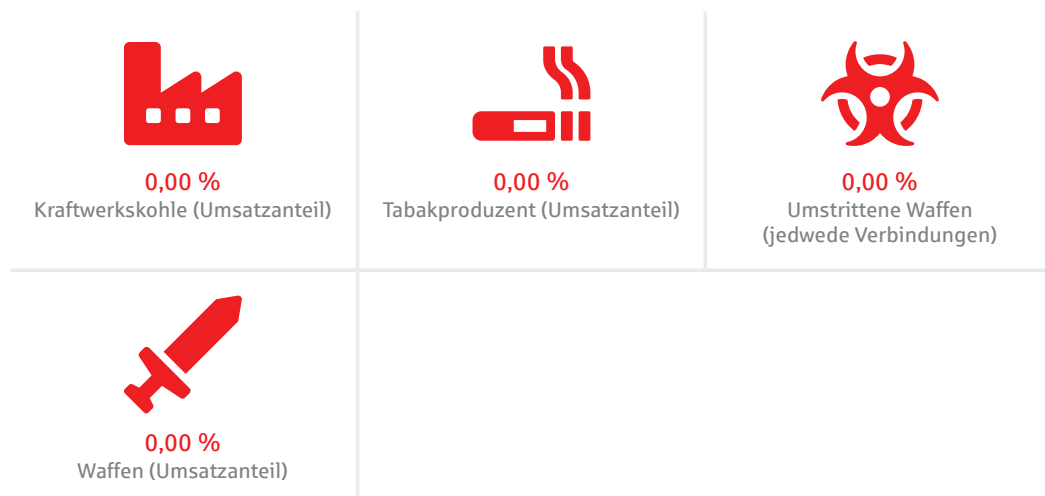 0,00 %
Kraftwerkskohle (Umsatzanteil)
0,00 %
Tabakproduzent (Umsatzanteil)
0,00 %
Umstrittene Waffen
(jedwede Verbindungen)
0,00 %
Waffen (Umsatzanteil)